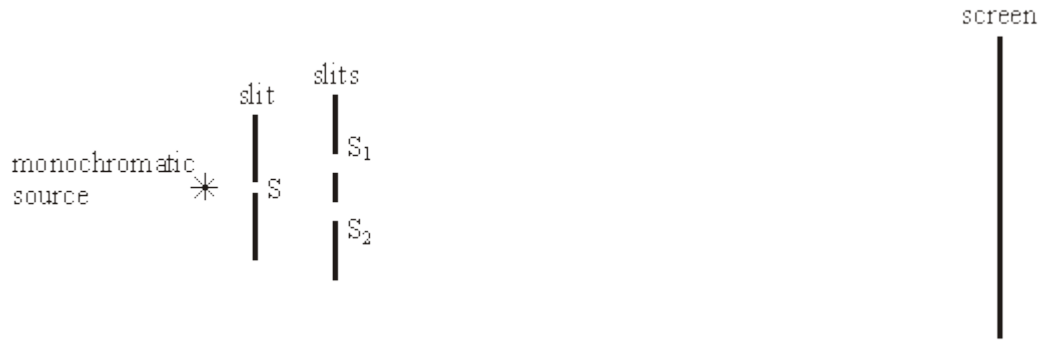 screen
slits
slit
S₁
monochromatic
source
S
S₂